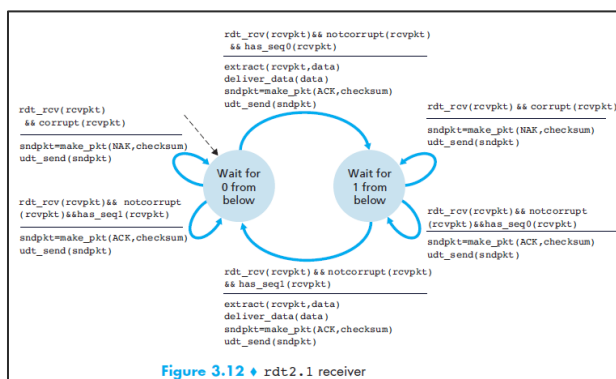 rdt_rcv(rcvpkt)&& notcorrupt(rcvpkt)
&& has_seq0(rcvpkt)
extract(rcvpkt,data)
deliver_data(data)
sndpkt=make_pkt(ACK,checksum)
udt_send(sndpkt)
rdt_rcv(rcvpkt)
&& corrupt(rcvpkt)
sndpkt=make_pkt(NAK,checksum)
udt_send(sndpkt)
rdt_rcv(rcvpkt) && corrupt(rcvpkt)
sndpkt=make_pkt(NAK,checksum)
udt_send(sndpkt)
Wait for
0 from
below
Wait for
1 from
below
rdt_rcv(rcvpkt)&& notcorrupt
(rcvpkt)&&has_seq1(rcvpkt)
sndpkt=make_pkt(ACK,checksum)
udt_send(sndpkt)
rdt_rcv(rcvpkt)&& notcorrupt
(rcvpkt)&&has_seq0(rcvpkt)
sndpkt=make_pkt(ACK,checksum)
udt_send(sndpkt)
rdt_rcv(rcvpkt)&& notcorrupt(rcvpkt)
&& has_seq1(rcvpkt)
extract(rcvpkt,data)
deliver_data(data)
sndpkt=make_pkt(ACK,checksum)
udt_send(sndpkt)
Figure 3.12 ♦ rdt2.1 receiver